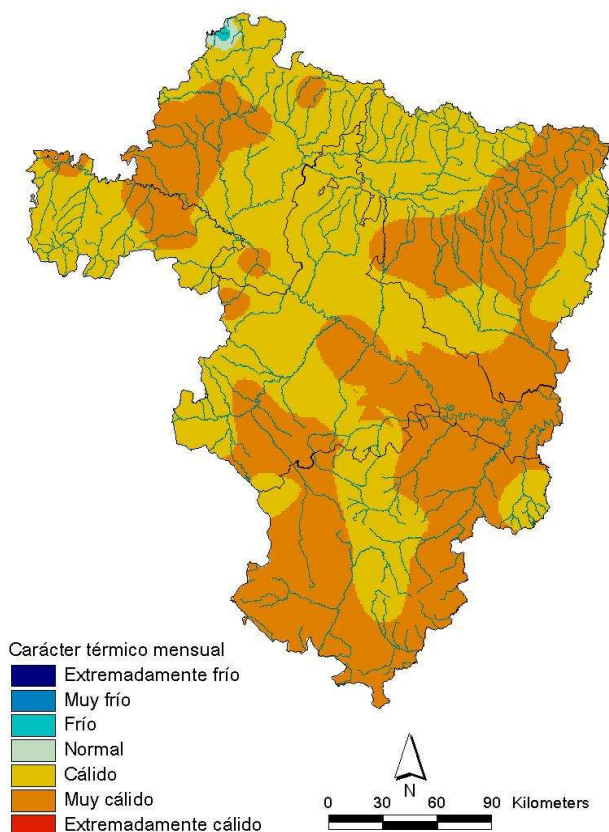 Carácter térmico mensual
Extremadamente frío
Muy frío
Frío
Normal
Cálido
Muy cálido
Extremadamente cálido
N
0 30 60 90 Kilometers